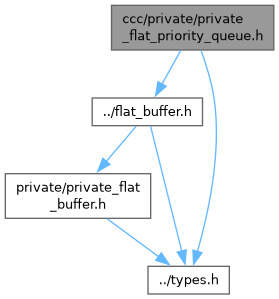 ccc/private/private
_flat_priority_queue.h
../flat_buffer.h
private/private_flat
_buffer.h
../types.h